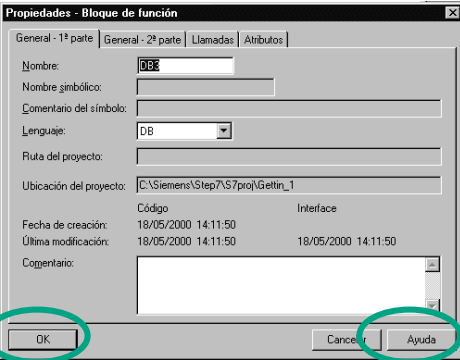 Propiedades - Bloque de función
General - 1ª parte General - 2ª parte Llamadas Atributos
Nombre: DB3
Nombre simbólico:
Comentario del símbolo:
Lenguaje: DB
Ruta del proyecto:
Ubicación del proyecto: C:\Siemens\Step7\S7proj\Gettin_1
Código Interface
Fecha de creación: 18/05/2000 14:11:50
Última modificación: 18/05/2000 14:11:50 18/05/2000 14:11:50
Comentario:
OK Cancelar Ayuda